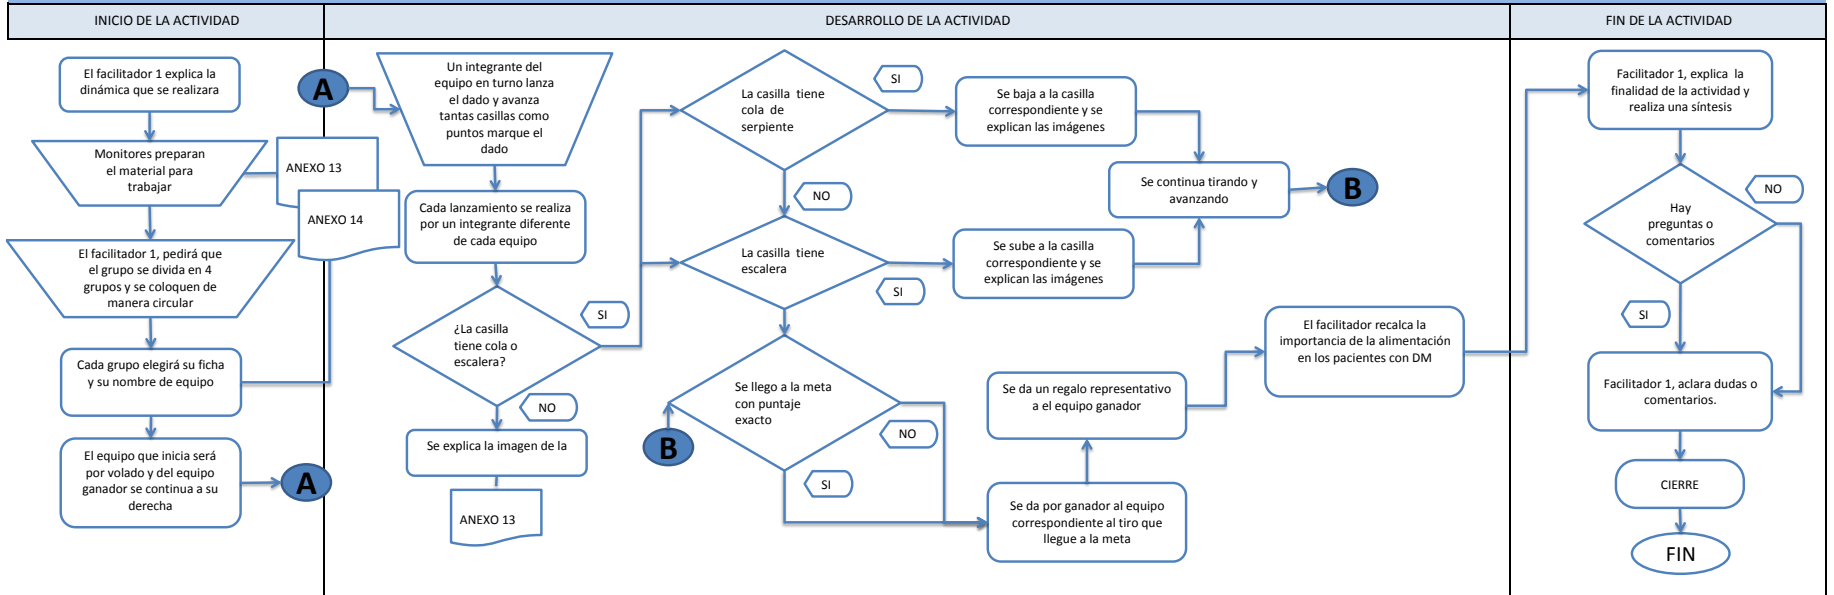 INICIO DE LA ACTIVIDAD
DESARROLLO DE LA ACTIVIDAD
FIN DE LA ACTIVIDAD
El facilitador 1 explica la
dinámica que se realizara
Monitores preparan
el material para
trabajar
ANEXO 13
ANEXO 14
El facilitador 1, pedirá que
el grupo se divida en 4
grupos y se coloquen de
manera circular
Cada grupo elegirá su ficha
y su nombre de equipo
El equipo que inicia será
por volado y del equipo
ganador se continua a su
derecha
A
A
Un integrante del
equipo en turno lanza
el dado y avanza
tantas casillas como
puntos marque el
dado
Cada lanzamiento se realiza
por un integrante diferente
de cada equipo
¿La casilla
tiene cola o
escalera?
SI
NO
Se explica la imagen de la
ANEXO 13
La casilla tiene
cola de
serpiente
SI
NO
Se baja a la casilla
correspondiente y se
explican las imágenes
La casilla tiene
escalera
SI
Se sube a la casilla
correspondiente y se
explican las imágenes
Se continua tirando y
avanzando
B
Se llego a la meta
con puntaje
exacto
B
NO
SI
Se da por ganador al equipo
correspondiente al tiro que
llegue a la meta
Se da un regalo representativo
a el equipo ganador
El facilitador recalca la
importancia de la alimentación
en los pacientes con DM
Facilitador 1, explica la
finalidad de la actividad y
realiza una síntesis
Hay
preguntas o
comentarios
NO
SI
Facilitador 1, aclara dudas o
comentarios.
CIERRE
FIN